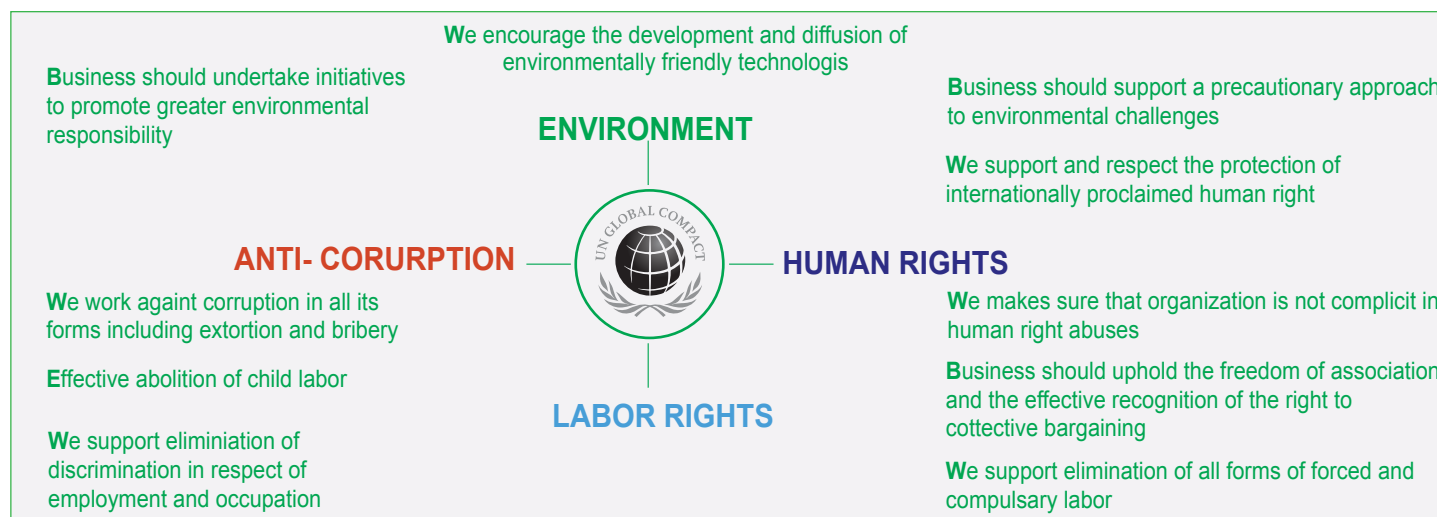 We encourage the development and diffusion of
environmentally friendly technologis
Business should undertake initiatives
to promote greater environmental
responsibility
Business should support a precautionary approach
to environmental challenges
ENVIRONMENT
We support and respect the protection of
internationally proclaimed human right
UN GLOBAL COMPACT
ANTI- CORURPTION
HUMAN RIGHTS
We work againt corruption in all its
forms including extortion and bribery
We makes sure that organization is not complicit in
human right abuses
Effective abolition of child labor
Business should uphold the freedom of association
and the effective recognition of the right to
cottective bargaining
LABOR RIGHTS
We support eliminiation of
discrimination in respect of
employment and occupation
We support elimination of all forms of forced and
compulsary labor